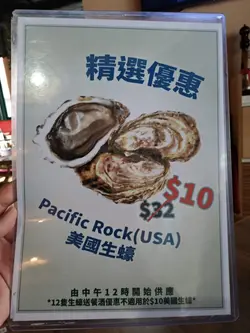 精選優惠
$10
$32
Pacific Rock(USA)
美國生蠔
由中午12時開始供應
*12隻生蠔送餐酒優惠不適用於$10美國生蠔*